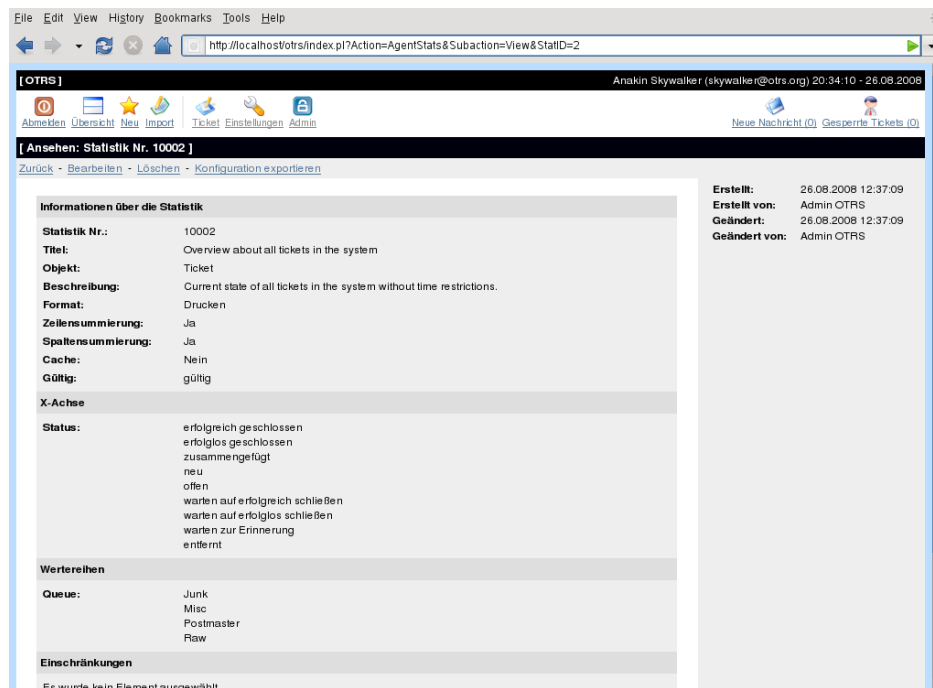 File Edit View History Bookmarks Tools Help
http://localhost/otrs/index.pl?Action=AgentStats&Subaction=View&StatID=2
[ OTRS ] Anakin Skywalker (skywalker@otrs.org) 20:34:10 - 26.08.2008
Abmelden Übersicht Neu Import Ticket Einstellungen Admin Neue Nachricht (0) Gesperrte Tickets (0)
[ Ansehen: Statistik Nr. 10002 ]
Zurück - Bearbeiten - Löschen - Konfiguration exportieren
Informationen über die Statistik
Statistik Nr.: 10002
Titel: Overview about all tickets in the system
Objekt: Ticket
Beschreibung: Current state of all tickets in the system without time restrictions.
Format: Drucken
Zeilensummierung: Ja
Spaltensummierung: Ja
Cache: Nein
Gültig: gültig
X-Achse
Status: erfolgreich geschlossen
erfolglos geschlossen
zusammengefügt
neu
offen
warten auf erfolgreich schließen
warten auf erfolglos schließen
warten zur Erinnerung
entfernt
Wertereihen
Queue: Junk
Misc
Postmaster
Raw
Einschränkungen
Es wurde kein Element ausgewählt
Erstellt: 26.08.2008 12:37:09
Erstellt von: Admin OTRS
Geändert: 26.08.2008 12:37:09
Geändert von: Admin OTRS